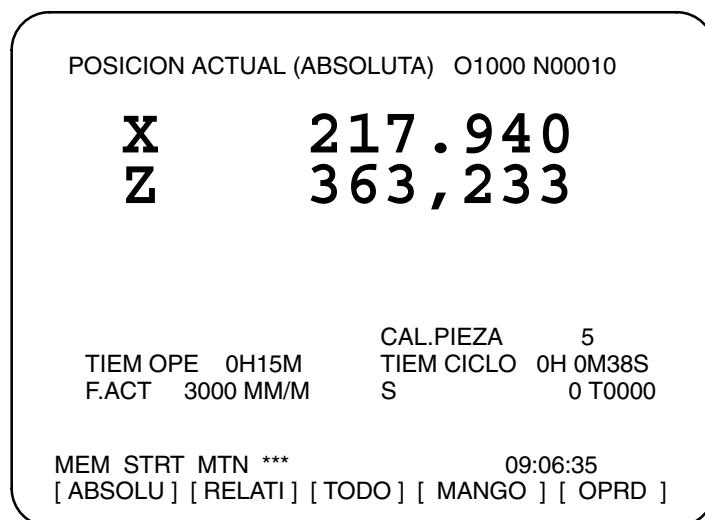 POSICION ACTUAL (ABSOLUTA) O1000 N00010
X 217.940
Z 363,233
CAL.PIEZA 5
TIEM OPE 0H15M TIEM CICLO 0H 0M38S
F.ACT 3000 MM/M S 0 T0000
MEM STRT MTN *** 09:06:35
[ ABSOLU ] [ RELATI ] [ TODO ] [ MANGO ] [ OPRD ]